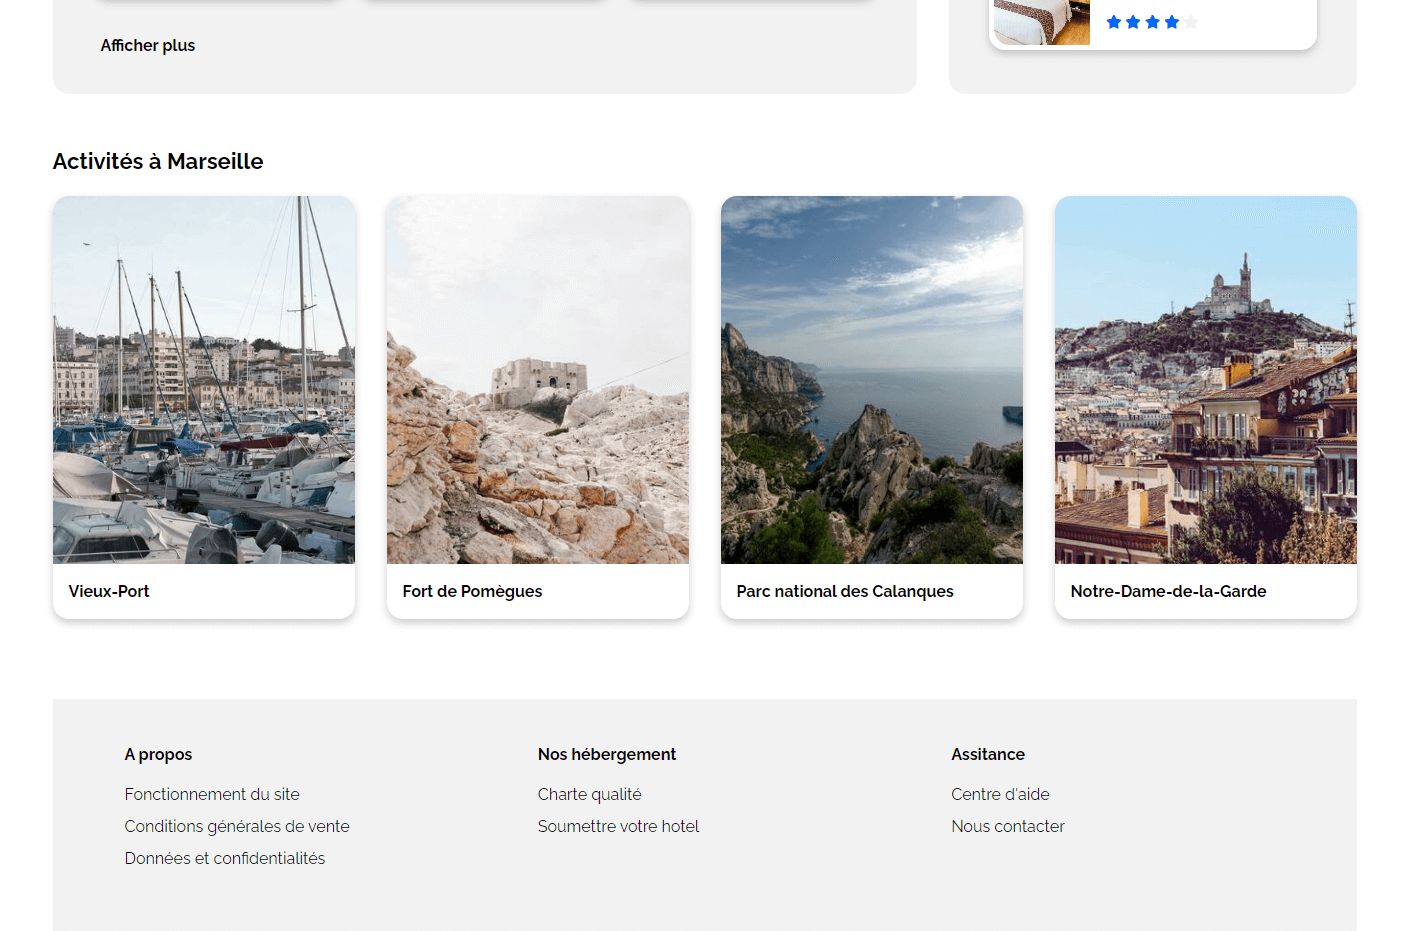 Afficher plus
Activités à Marseille
Vieux-Port
Fort de Pomègues
Parc national des Calanques
Notre-Dame-de-la-Garde
A propos
Fonctionnement du site
Conditions générales de vente
Données et confidentialités
Nos hébergement
Charte qualité
Soumettre votre hotel
Assitance
Centre d'aide
Nous contacter